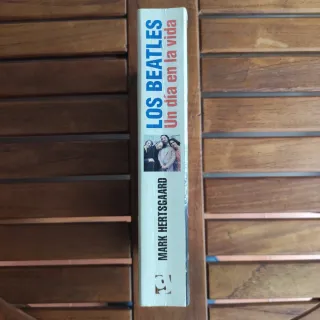 LOS BEATLES
Un día en la vida
MARK HERTSGAARD